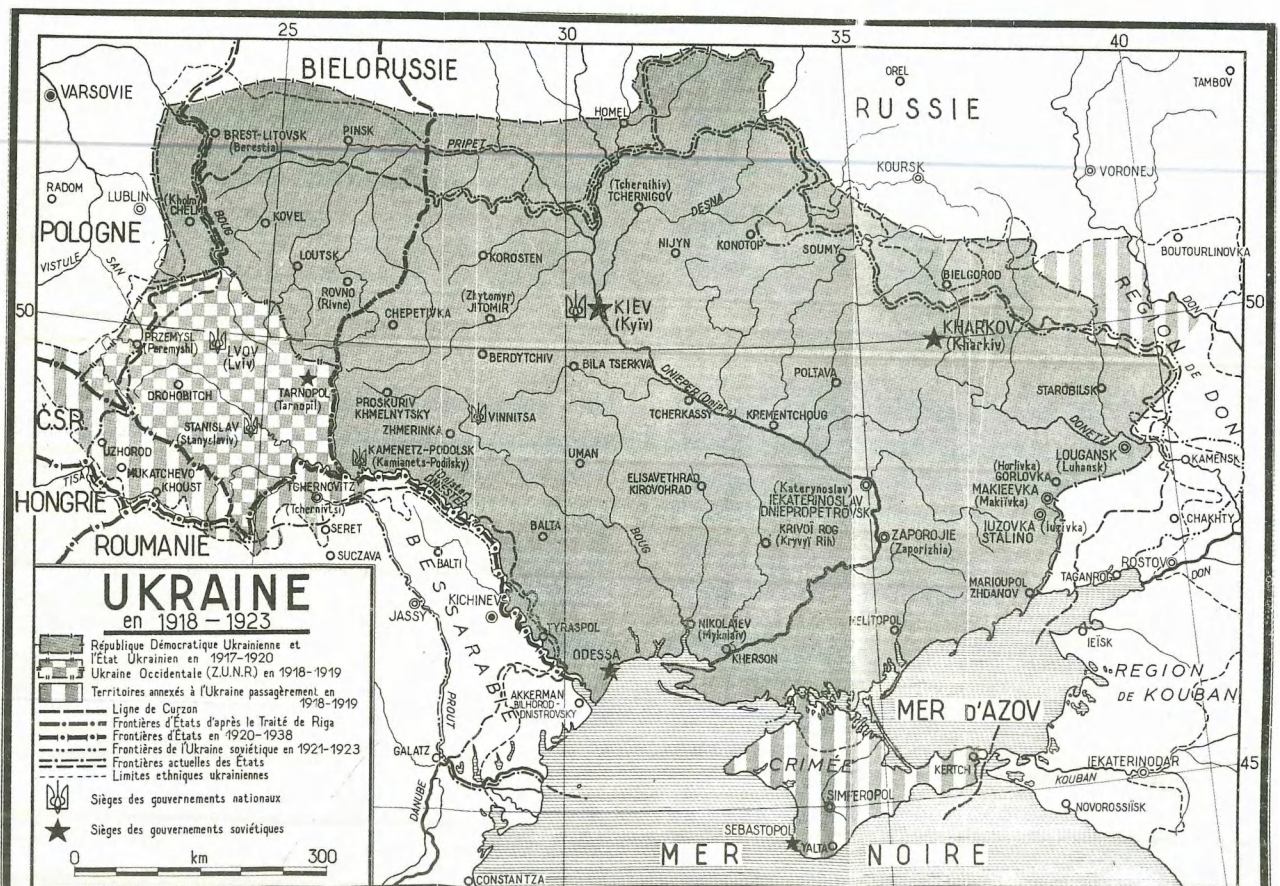 25
30
35
40
BIELORUSSIE
OREL
TAMBOV
VARSOVIE
RUSSIE
HOMEL
BREST-LITOVSK
(Berestia)
PINSK
PRIPET
KOURSK
VORONEJ
RADOM
LUBLIN
(Kholm)
CHELM
BOUG
KOVEL
(Tchernihiv)
TCHERNIGOV
DESNA
POLOGNE
VISTULE
SAN
LOUTSK
KOROSTEN
NIJYN
KONOTOP
SOUMY
BOUTOURLINOVKA
ROVNO
(Rivne)
BIELGOROD
REGION DE DON
DON
50
50
CHEPETIVKA
(Zhytomyr)
JITOMIR
KIEV
(Kyïv)
KHARKOV
(Kharkiv)
PRZEMYSL
(Peremyshl)
LVOV
(Lviv)
BERDYTCHIV
BILA TSERKVA
DNIEPER (Dnipro)
POLTAVA
STAROBILSK
DROHOBITCH
TARNOPOL
(Tarnopil)
PROSKURIV
KHMELNYTSKY
VINNITSA
TCHERKASSY
KREMENTCHOUG
Č.S.R.
STANISLAV
(Stanyslaviv)
ZHMERINKA
DONETZ
UZHOROD
KAMENETZ-PODOLSK
(Kamianets-Podilsky)
UMAN
LOUGANSK
(Luhansk)
KAMENSK
TISA
MUKATCHEVO
KHOUST
TCHERNOVITZ
(Tchernivtsi)
ELISAVETHRAD
KIROVOHRAD
(Katerynoslav)
IEKATERINOSLAV
DNIEPROPETROVSK
(Horlivka)
GORLOVKA
MAKIEEVKA
(Makiïvka)
HONGRIE
SERET
BALTA
BOUG
KRIVOÏ ROG
(Kryvyï Rih)
ZAPOROJIE
(Zaporizhia)
IUZOVKA (Iuzivka)
STALINO
CHAKHTY
ROUMANIE
SUCZAVA
BALTI
BESSARABIE
ROSTOV
TAGANROG
DON
MARIOUPOL
ZHDANOV
UKRAINE
en 1918 – 1923
JASSY
KICHINEV
TYRASPOL
ODESSA
NIKOLAIEV
(Mykolaïv)
KHERSON
MELITOPOL
IEÏSK
République Démocratique Ukrainienne et
l'État Ukrainien en 1917-1920
Ukraine Occidentale (Z.U.N.R.) en 1918-1919
Territoires annexés à l'Ukraine passagèrement en
1918-1919
Ligne de Curzon
Frontières d'États d'après le Traité de Riga
Frontières d'États en 1920-1938
Frontières de l'Ukraine soviétique en 1921-1923
Frontières actuelles des États
Limites ethniques ukrainiennes
Sièges des gouvernements nationaux
Sièges des gouvernements soviétiques
0 km 300
PROUT
AKKERMAN
BILHOROD-
DNISTROVSKY
MER D'AZOV
REGION
DE KOUBAN
GALATZ
CRIMÉE
KERTCH
IEKATERINODAR
45
KOUBAN
DANUBE
SIMFEROPOL
NOVOROSSIÏSK
SEBASTOPOL
YALTA
MER NOIRE
CONSTANTZA